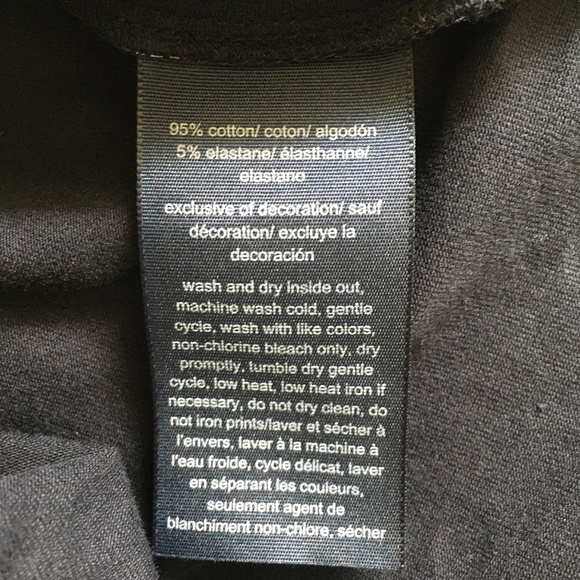 95% cotton/ coton/ algodón
5% elastane/ élasthanne/
elastano
exclusive of decoration/ sauf
décoration/ excluye la
decoración
wash and dry inside out,
machine wash cold, gentle
cycle, wash with like colors,
non-chlorine bleach only, dry
promptly, tumble dry gentle
cycle, low heat, low heat iron if
necessary, do not dry clean, do
not iron prints/laver et sécher à
l'envers, laver à la machine à
l'eau froide, cycle délicat, laver
en séparant les couleurs,
seulement agent de
blanchiment non-chlore, sécher